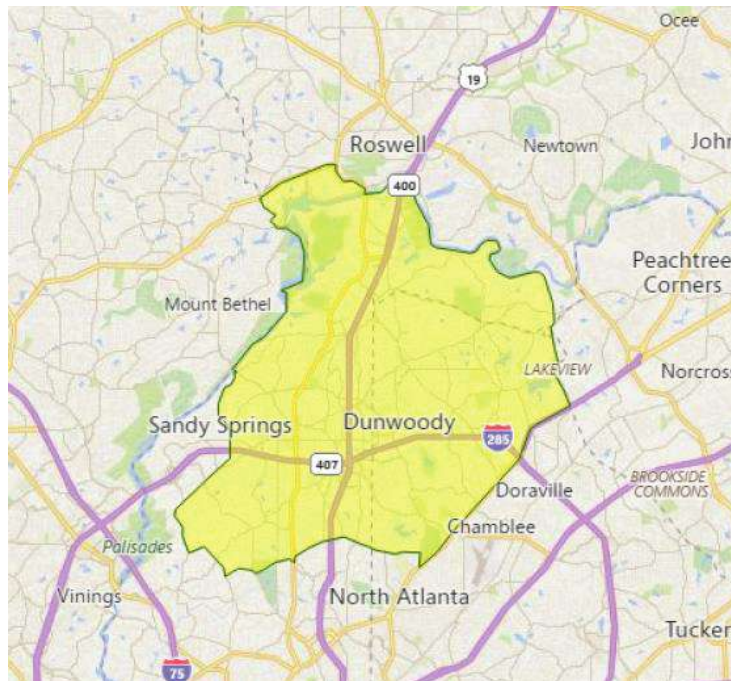 Ocee
19
Roswell
Newtown
John
400
Peachtree
Corners
Mount Bethel
LAKEVIEW
Norcross
Sandy Springs
Dunwoody
285
407
BROOKSIDE
COMMONS
Doraville
Chamblee
Palisades
Vinings
North Atlanta
Tucker
75